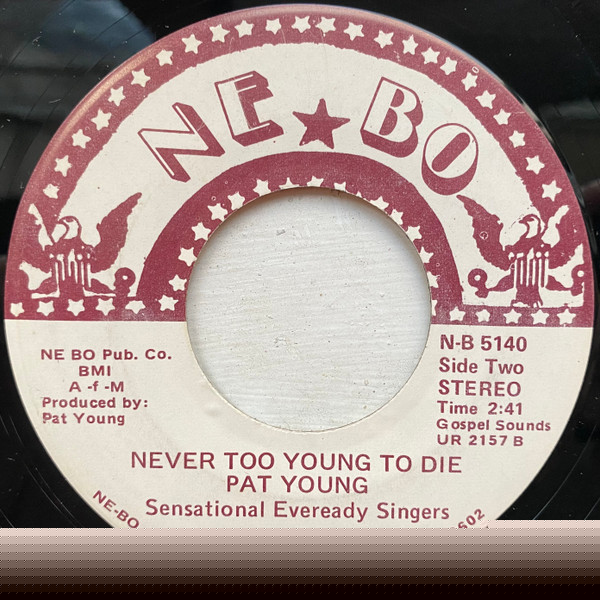 NE★BO
NE BO Pub. Co.
BMI
A -f -M
Produced by:
Pat Young
N-B 5140
Side Two
STEREO
Time 2:41
Gospel Sounds
UR 2157 B
NEVER TOO YOUNG TO DIE
PAT YOUNG
Sensational Eveready Singers
NE-BO